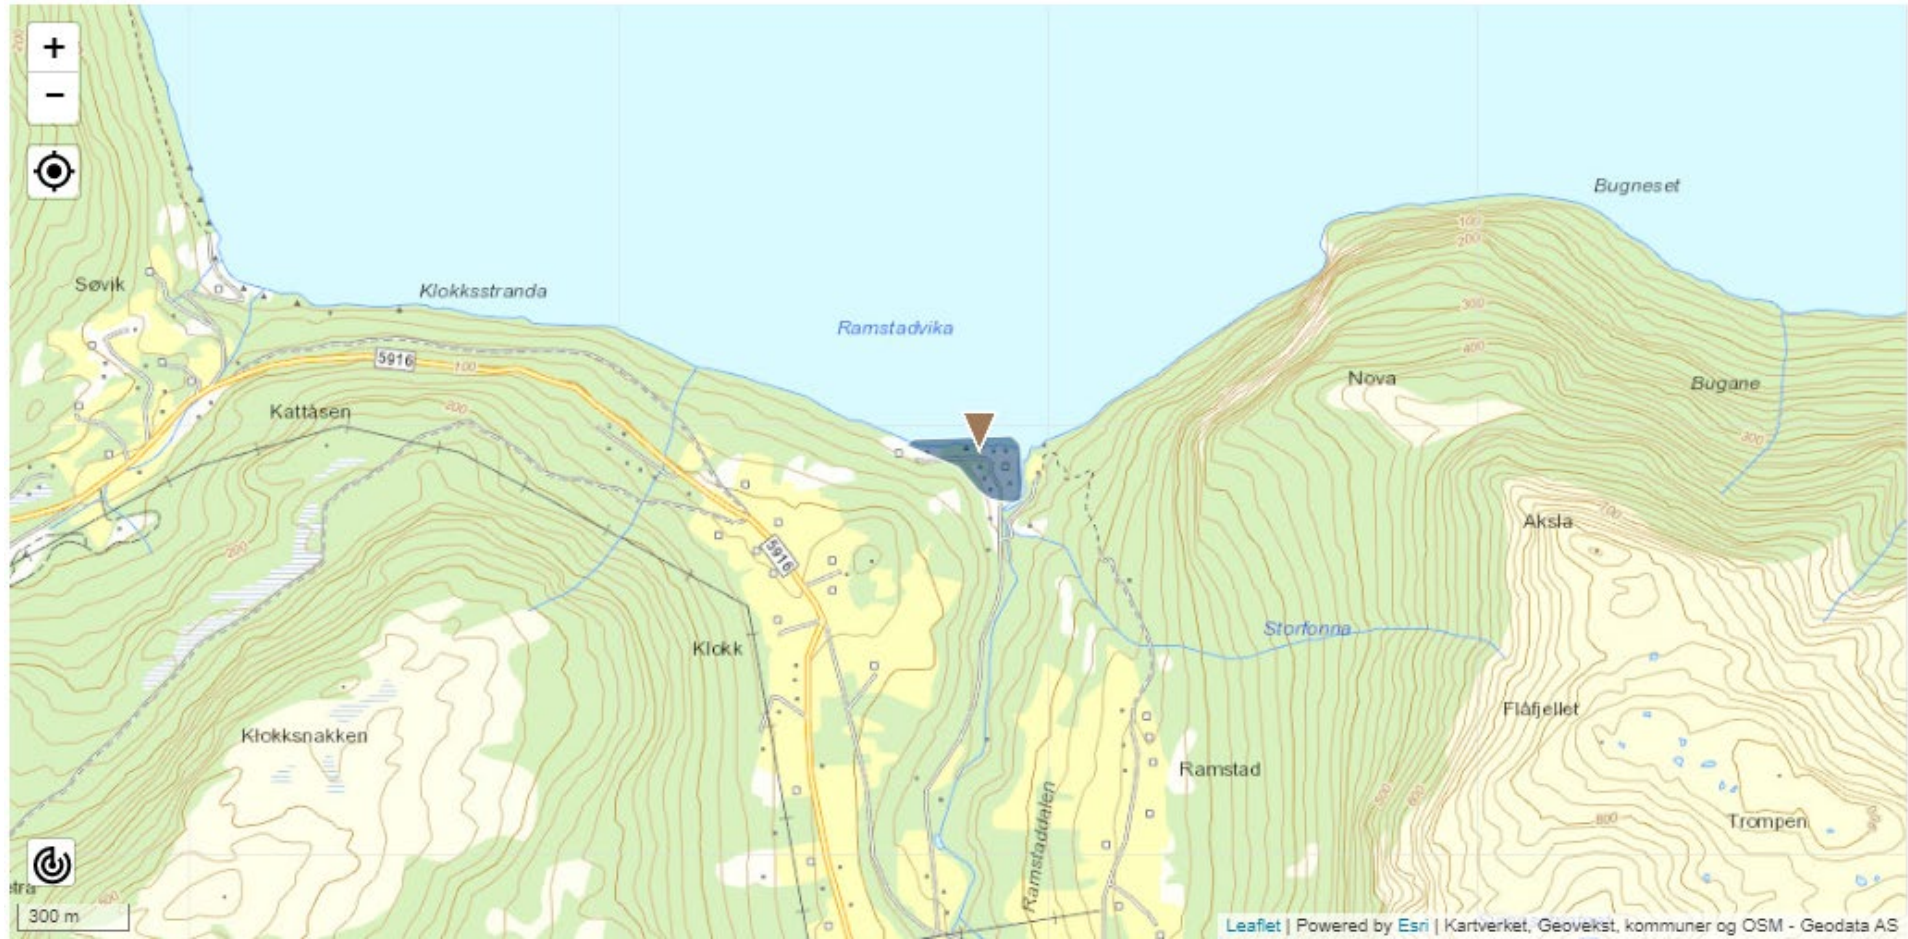 200
+
−
Bugneset
100
200
Søvik
Klokksstranda
300
Ramstadvika
400
5916
100
Nova
Bugane
Kattåsen
200
300
Aksla
200
5916
Storfonna
Klokk
Flåfjellet
Klokksnakken
Ramstad
500
600
800
Trompen
Ramstaddalen
300 m
Leaflet | Powered by Esri | Kartverket, Geovekst, kommuner og OSM - Geodata AS